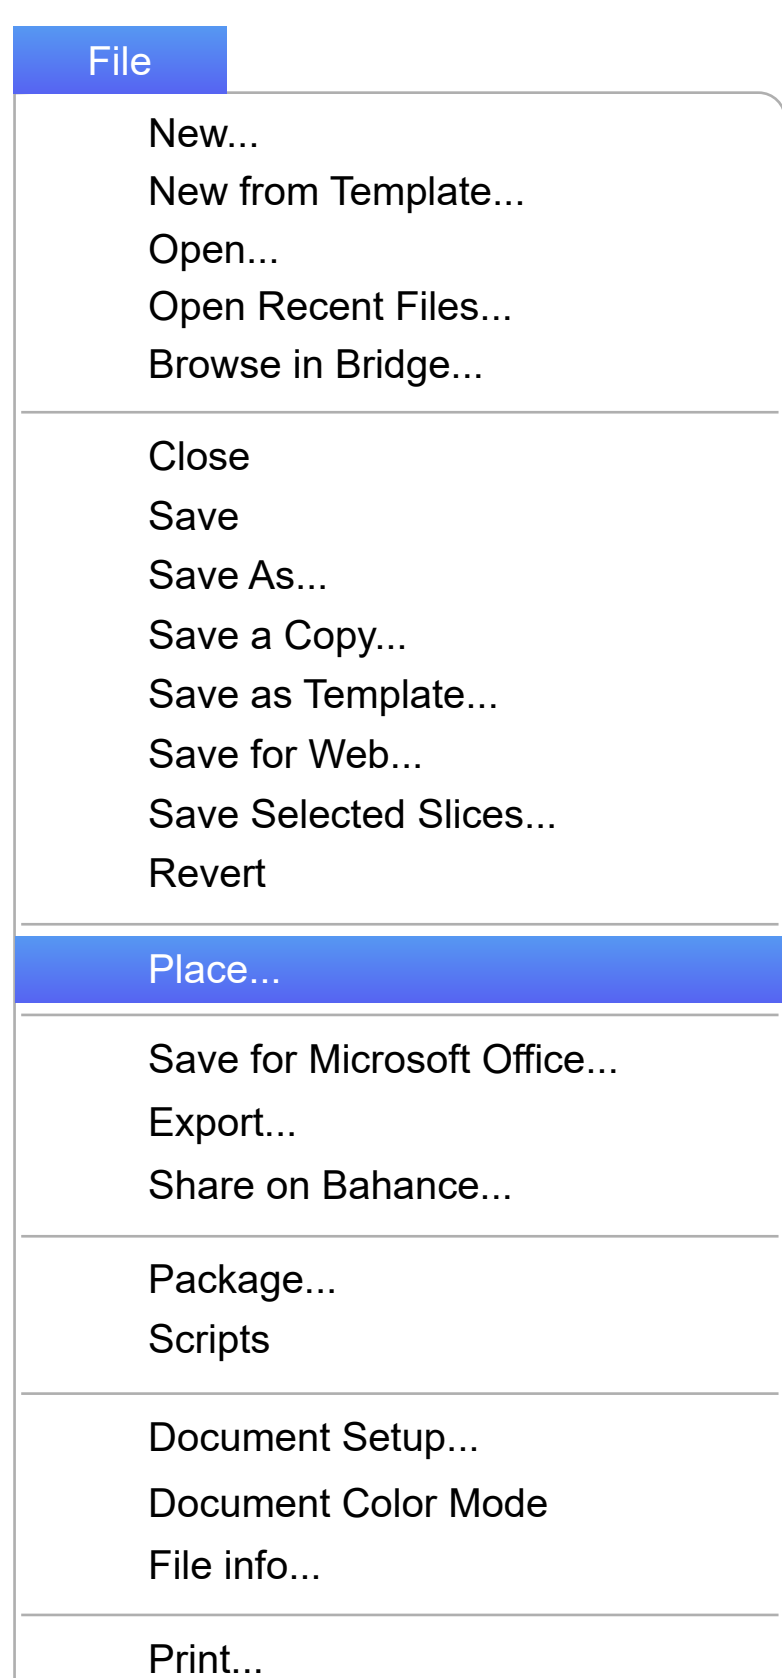 File
New...
New from Template...
Open...
Open Recent Files...
Browse in Bridge...
Close
Save
Save As...
Save a Copy...
Save as Template...
Save for Web...
Save Selected Slices...
Revert
Place...
Save for Microsoft Office...
Export...
Share on Bahance...
Package...
Scripts
Document Setup...
Document Color Mode
File info...
Print...